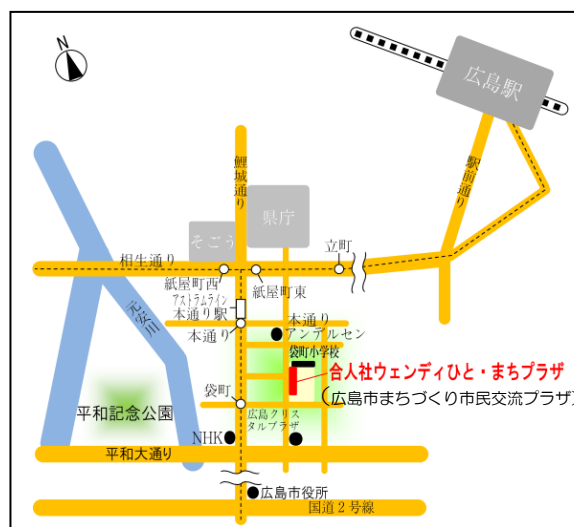 N
広島駅
鯉城通り
駅前通り
県庁
そごう
立町
相生通り
紙屋町西
紙屋町東
アストラムライン
本通り駅
本通り
本通り
アンデルセン
袋町小学校
合人社ウェンディひと・まちプラザ
(広島市まちづくり市民交流プラザ)
元安川
袋町
広島クリス
タルプラザ
平和記念公園
NHK
平和大通り
広島市役所
国道2号線